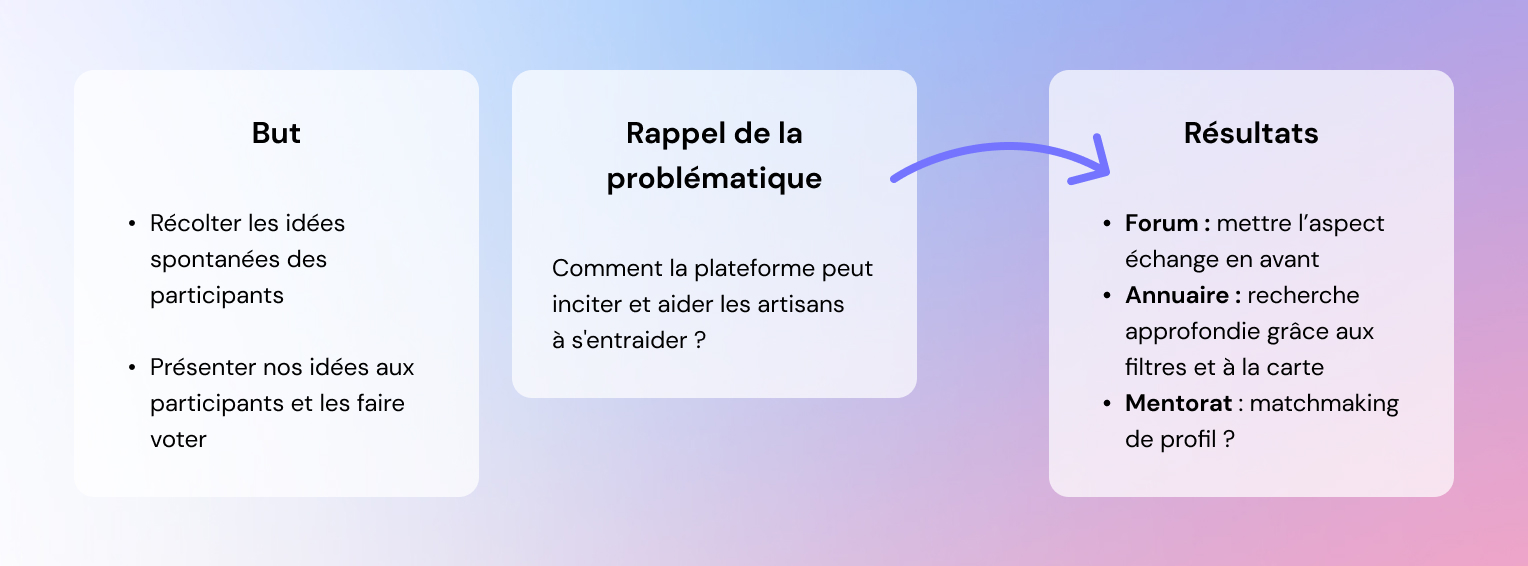 But
• Récolter les idées
spontanées des
participants
• Présenter nos idées aux
participants et les faire
voter
Rappel de la
problématique
Comment la plateforme peut
inciter et aider les artisans
à s'entraider ?
Résultats
• Forum : mettre l’aspect
échange en avant
• Annuaire : recherche
approfondie grâce aux
filtres et à la carte
• Mentorat : matchmaking
de profil ?